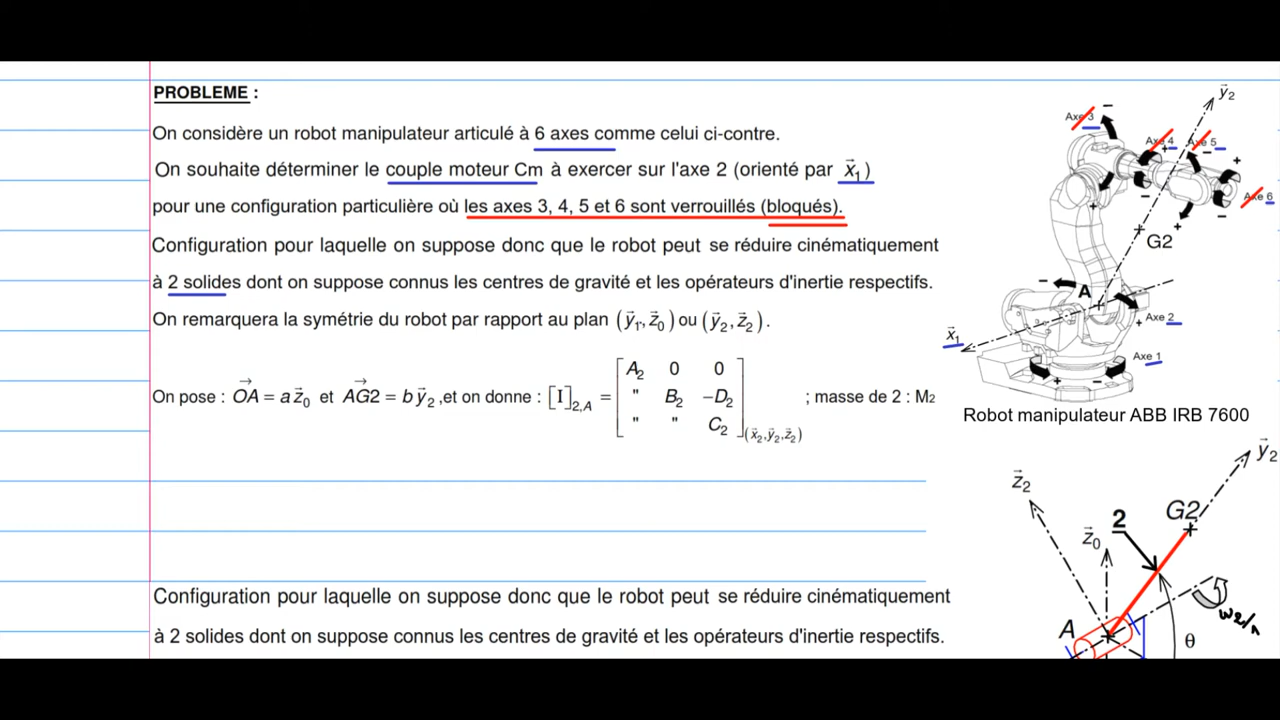 PROBLEME :
On considère un robot manipulateur articulé à 6 axes comme celui ci-contre.
On souhaite déterminer le couple moteur Cm à exercer sur l'axe 2 (orienté par x⃗₁)
pour une configuration particuliere où les axes 3, 4, 5 et 6 sont verrouillés (bloqués).
Configuration pour laquelle on suppose donc que le robot peut se réduire cinématiquement
à 2 solides dont on suppose connus les centres de gravité et les opérateurs d'inertie respectifs.
On remarquera la symétrie du robot par rapport au plan (y⃗₁,z⃗₀) ou (y⃗₂,z⃗₂).
On pose : OA⃗ = a z⃗₀ et AG2⃗ = b y⃗₂ ,et on donne : [I]₂,A = [A₂ 0 0
" B₂ −D₂
" " C₂](x⃗₂,y⃗₂,z⃗₂) ; masse de 2 : M₂
Configuration pour laquelle on suppose donc que le robot peut se réduire cinématiquement
à 2 solides dont on suppose connus les centres de gravité et les opérateurs d'inertie respectifs.
y⃗₂
Axe 3
−
Axe 4
+
Axe 5
−
+
Axe 6
−
+
−
+
G2
−
A
+
Axe 2
x⃗₁
Axe 1
+
−
Robot manipulateur ABB IRB 7600
y⃗₂
z⃗₂
G2
2
z⃗₀
ω2/1
A
θ